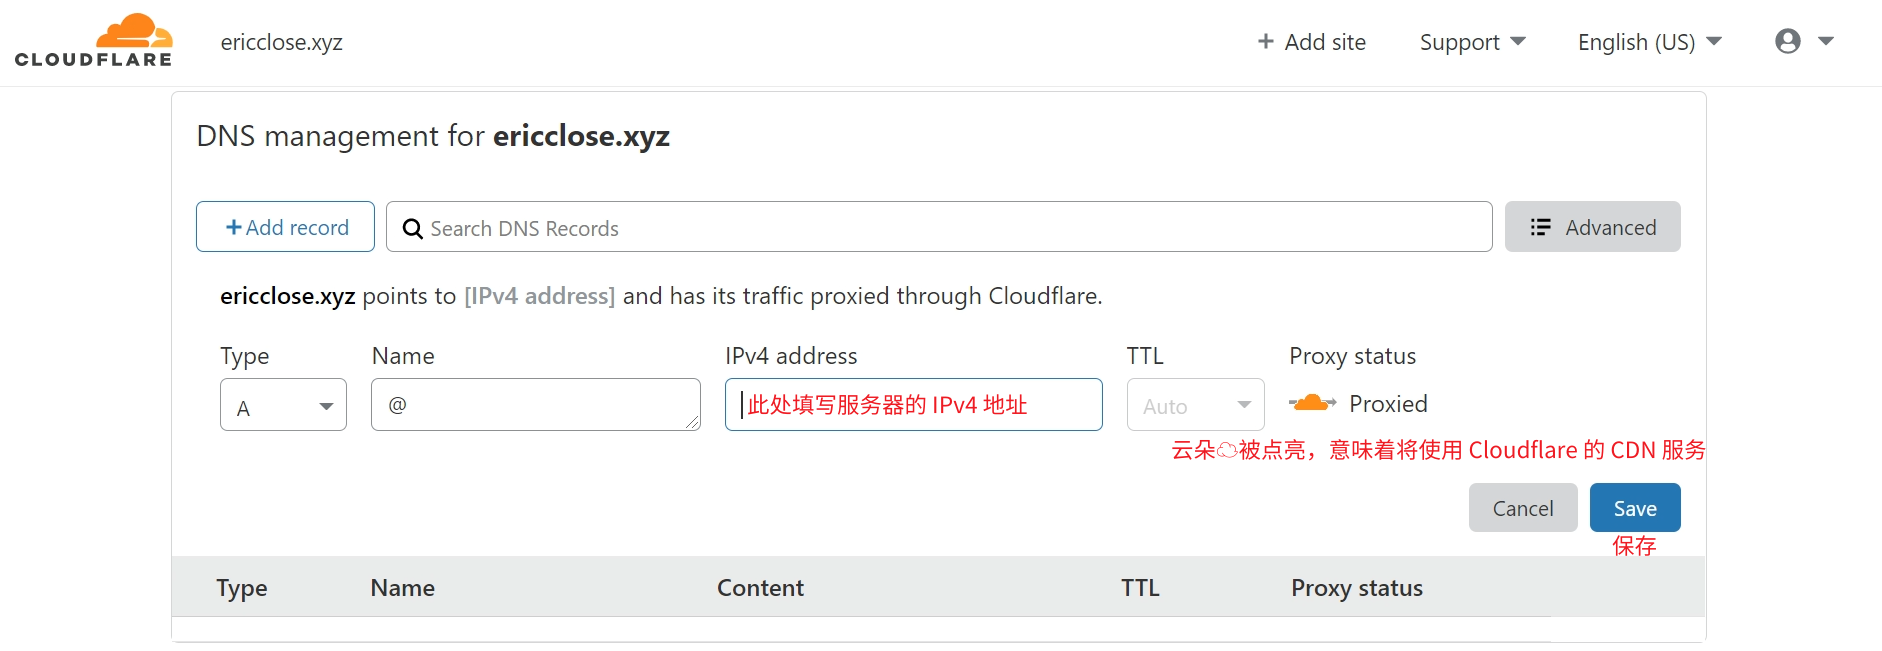 CLOUDFLARE
ericclose.xyz
+ Add site
Support
English (US)
DNS management for ericclose.xyz
+Add record
Search DNS Records
Advanced
ericclose.xyz points to [IPv4 address] and has its traffic proxied through Cloudflare.
Type
Name
IPv4 address
TTL
Proxy status
A
@
此处填写服务器的 IPv4 地址
Auto
Proxied
云朵☁被点亮，意味着将使用 Cloudflare 的 CDN 服务
Cancel
Save
保存
Type
Name
Content
TTL
Proxy status